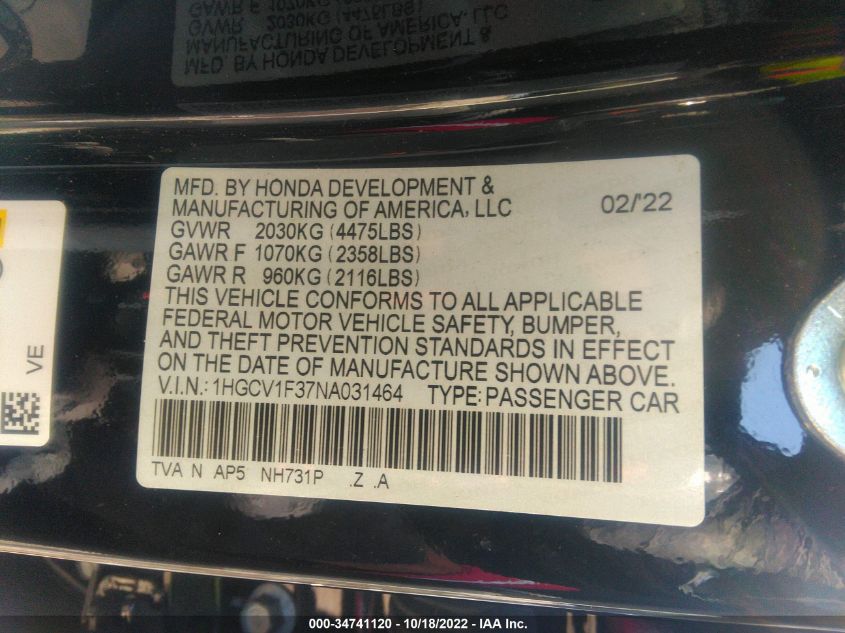 MFD. BY HONDA DEVELOPMENT &
MANUFACTURING OF AMERICA, LLC 02/'22
GVWR 2030KG (4475LBS)
GAWR F 1070KG (2358LBS)
GAWR R 960KG (2116LBS)
THIS VEHICLE CONFORMS TO ALL APPLICABLE
FEDERAL MOTOR VEHICLE SAFETY, BUMPER,
AND THEFT PREVENTION STANDARDS IN EFFECT
ON THE DATE OF MANUFACTURE SHOWN ABOVE.
V.I.N.: 1HGCV1F37NA031464 TYPE: PASSENGER CAR
TVA N AP5 NH731P .Z .A
VE
000-34741120 - 10/18/2022 - IAA Inc.